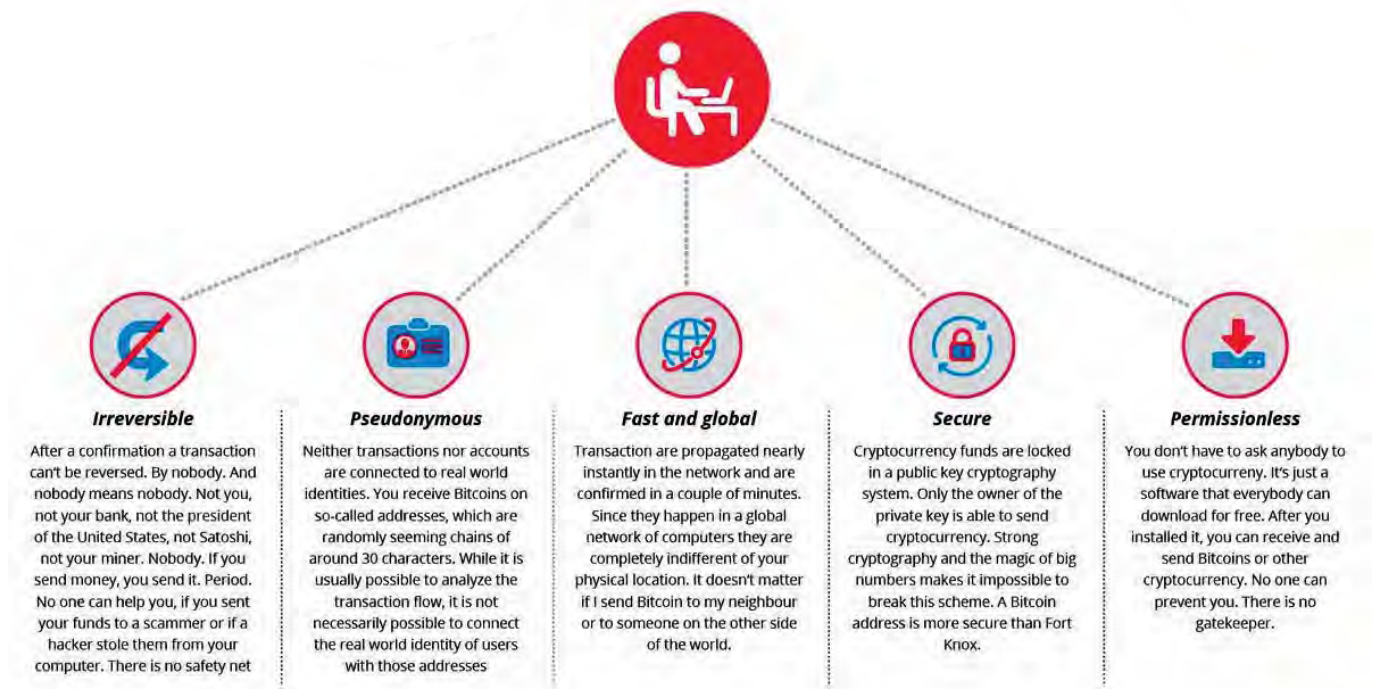 Irreversible
After a confirmation a transaction
can't be reversed. By nobody. And
nobody means nobody. Not you,
not your bank, not the president
of the United States, not Satoshi,
not your miner. Nobody. If you
send money, you send it. Period.
No one can help you, if you sent
your funds to a scammer or if a
hacker stole them from your
computer. There is no safety net
Pseudonymous
Neither transactions nor accounts
are connected to real world
identities. You receive Bitcoins on
so-called addresses, which are
randomly seeming chains of
around 30 characters. While it is
usually possible to analyze the
transaction flow, it is not
necessarily possible to connect
the real world identity of users
with those addresses
Fast and global
Transaction are propagated nearly
instantly in the network and are
confirmed in a couple of minutes.
Since they happen in a global
network of computers they are
completely indifferent of your
physical location. It doesn't matter
if I send Bitcoin to my neighbour
or to someone on the other side
of the world.
Secure
Cryptocurrency funds are locked
in a public key cryptography
system. Only the owner of the
private key is able to send
cryptocurrency. Strong
cryptography and the magic of big
numbers makes it impossible to
break this scheme. A Bitcoin
address is more secure than Fort
Knox.
Permissionless
You don't have to ask anybody to
use cryptocurreny. It's just a
software that everybody can
download for free. After you
installed it, you can receive and
send Bitcoins or other
cryptocurrency. No one can
prevent you. There is no
gatekeeper.